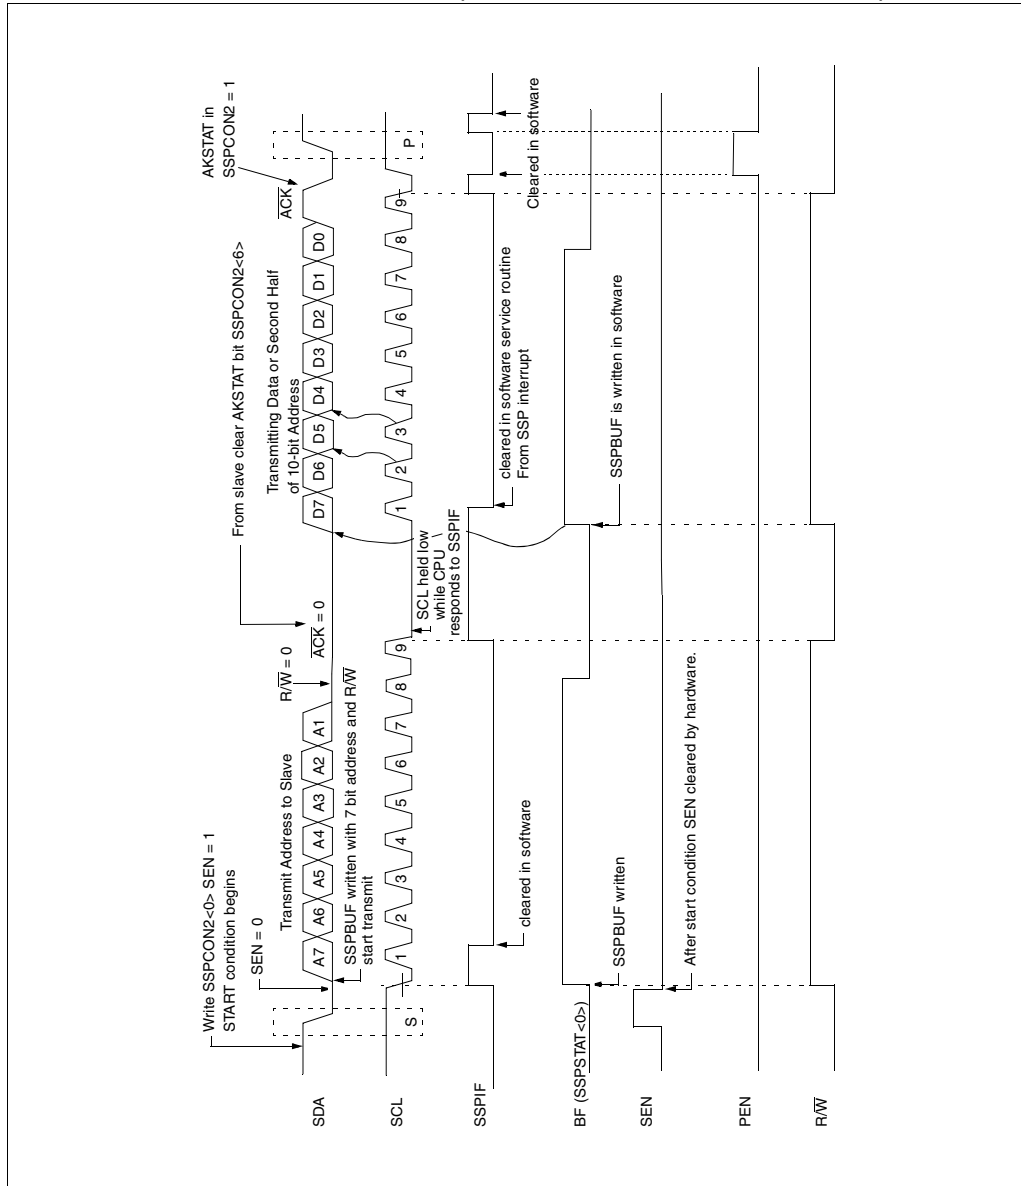 Write SSPCON2<0> SEN = 1
START condition begins
SEN = 0
Transmit Address to Slave
R/W = 0
From slave clear AKSTAT bit SSPCON2<6>
ACK = 0
Transmitting Data or Second Half
of 10-bit Address
AKSTAT in
SSPCON2 = 1
ACK
SDA
A7 A6 A5 A4 A3 A2 A1
D7 D6 D5 D4 D3 D2 D1 D0
SSPBUF written with 7 bit address and R/W
start transmit
SCL
S
1 2 3 4 5 6 7 8 9
1 2 3 4 5 6 7 8 9
P
SCL held low
while CPU
responds to SSPIF
SSPIF
cleared in software
cleared in software service routine
From SSP interrupt
Cleared in software
BF (SSPSTAT<0>)
SSPBUF written
SSPBUF is written in software
SEN
After start condition SEN cleared by hardware.
PEN
R/W